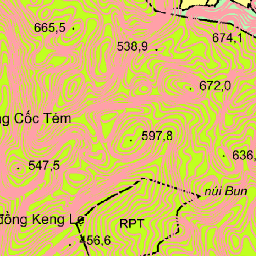 665,5
674,1
538,9
672,0
ng Cốc Tém
597,8
636,
547,5
núi Bun
đồng Keng Le
RPT
456,6